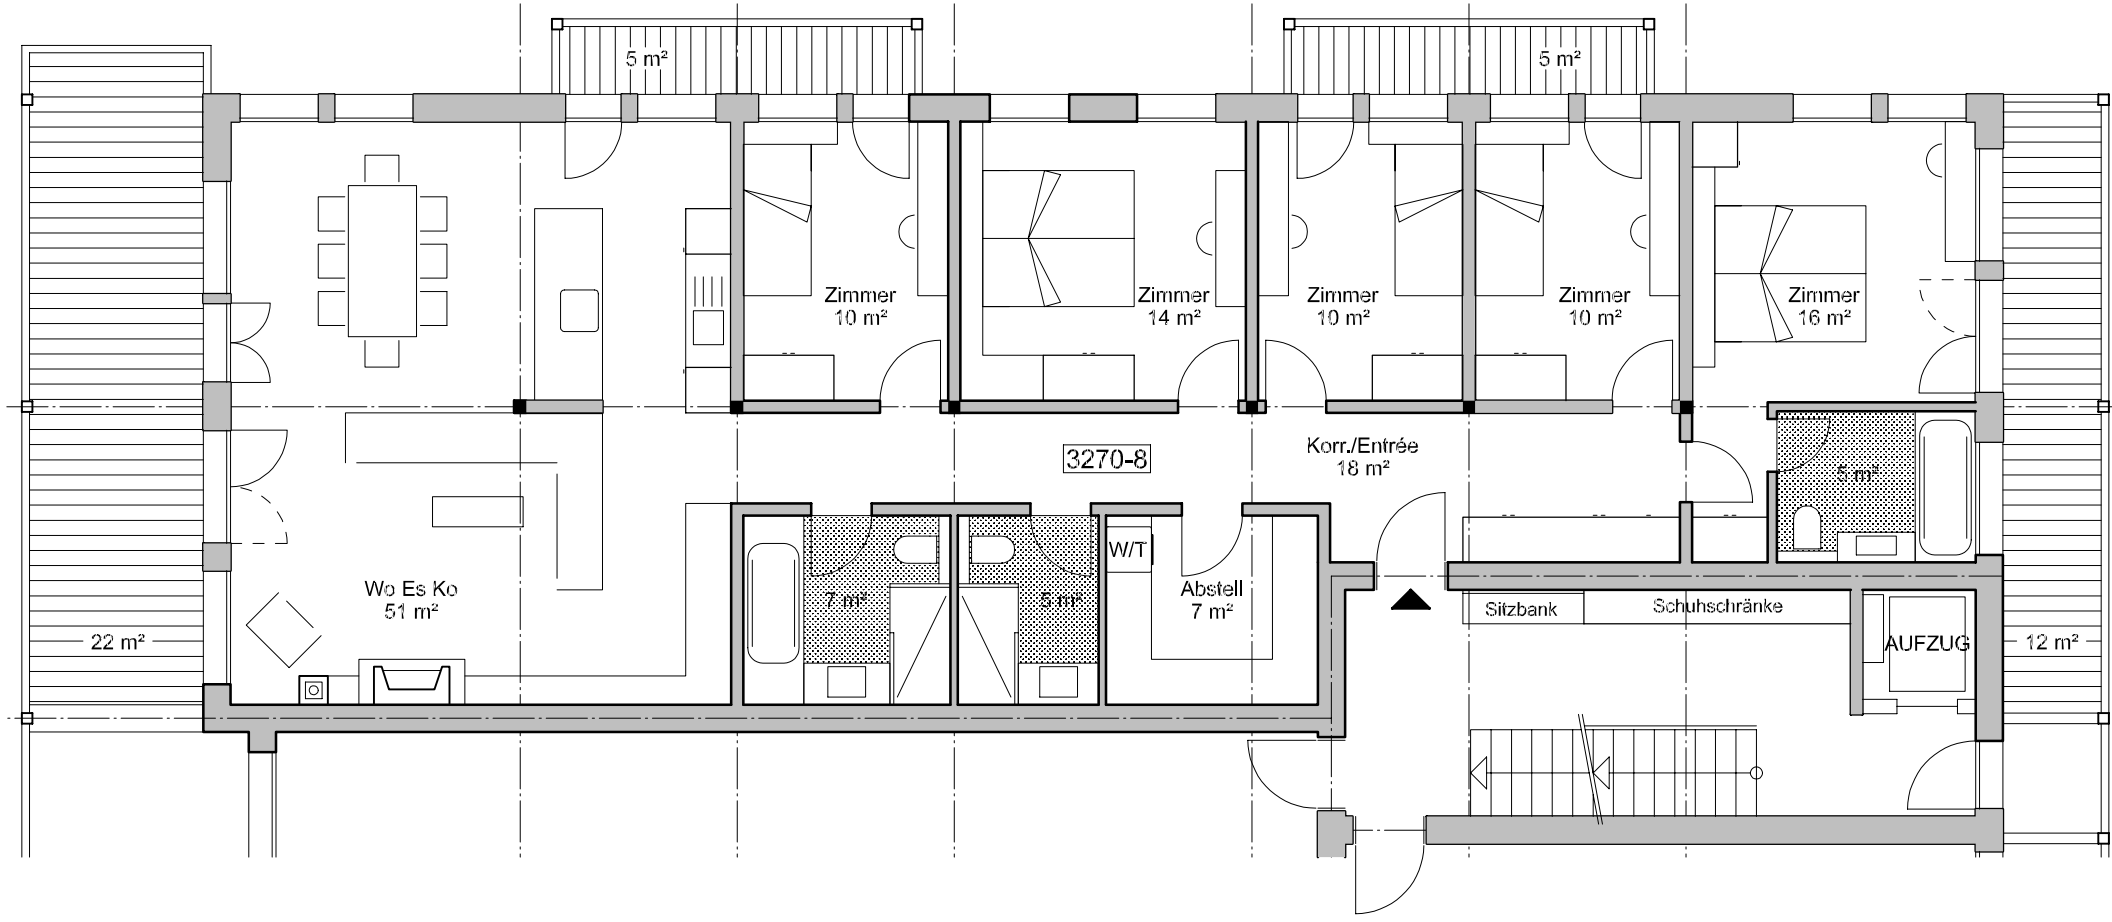 5 m²
5 m²
Zimmer
10 m²
Zimmer
14 m²
Zimmer
10 m²
Zimmer
10 m²
Zimmer
16 m²
3270-8
Korr./Entrée
18 m²
5 m²
W/T
Wo Es Ko
51 m²
7 m²
5 m²
Abstell
7 m²
Sitzbank
Schuhschränke
22 m²
AUFZUG
12 m²